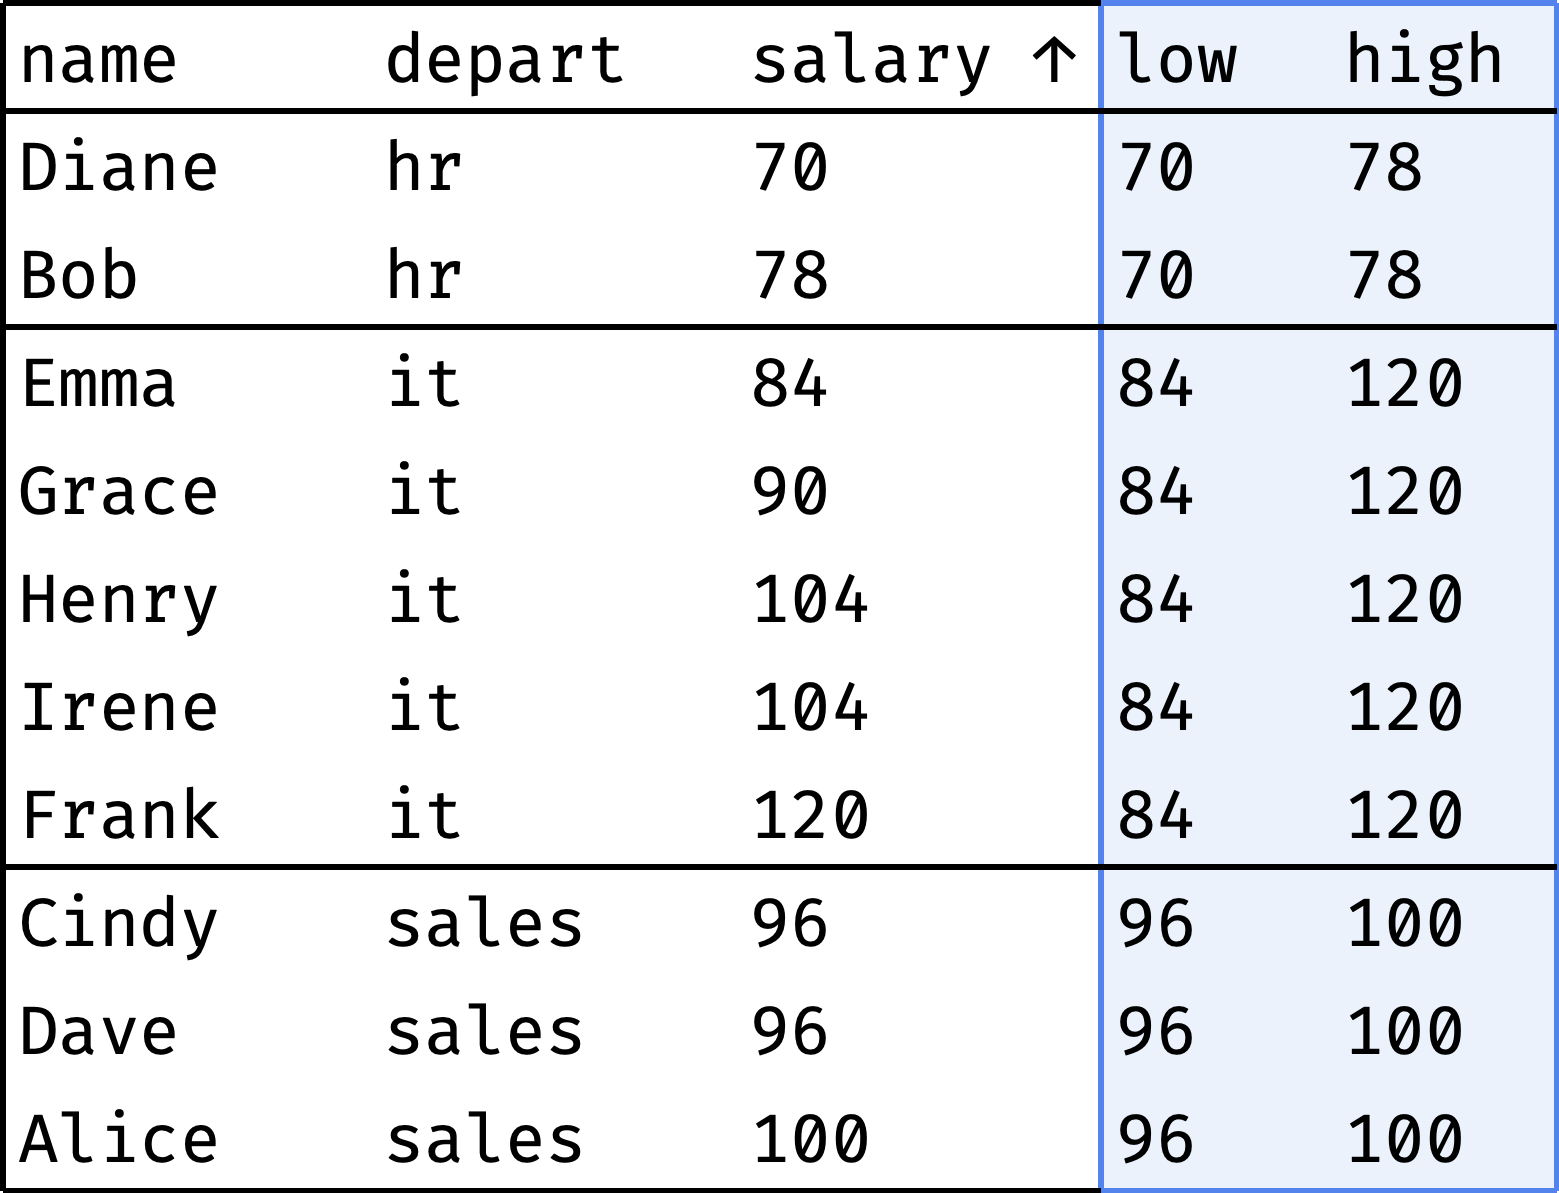 name depart salary ↑ low high
Diane hr 70 70 78
Bob hr 78 70 78
Emma it 84 84 120
Grace it 90 84 120
Henry it 104 84 120
Irene it 104 84 120
Frank it 120 84 120
Cindy sales 96 96 100
Dave sales 96 96 100
Alice sales 100 96 100